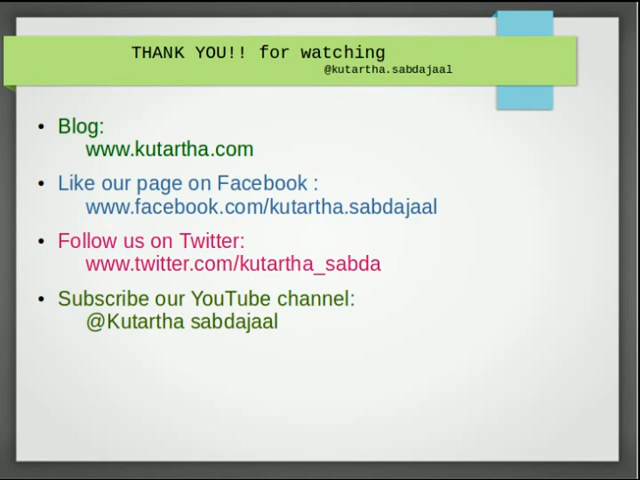 THANK YOU!! for watching
@kutartha.sabdajaal
• Blog:
www.kutartha.com
• Like our page on Facebook :
www.facebook.com/kutartha.sabdajaal
• Follow us on Twitter:
www.twitter.com/kutartha_sabda
• Subscribe our YouTube channel:
@Kutartha sabdajaal